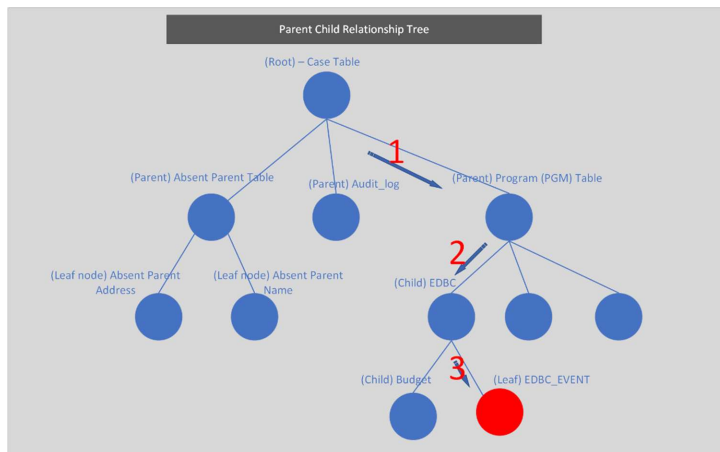 Parent Child Relationship Tree
(Root) – Case Table
1
(Parent) Absent Parent Table
(Parent) Audit_log
(Parent) Program (PGM) Table
2
(Leaf node) Absent Parent
Address
(Leaf node) Absent Parent
Name
(Child) EDBC
3
(Child) Budget
(Leaf) EDBC_EVENT